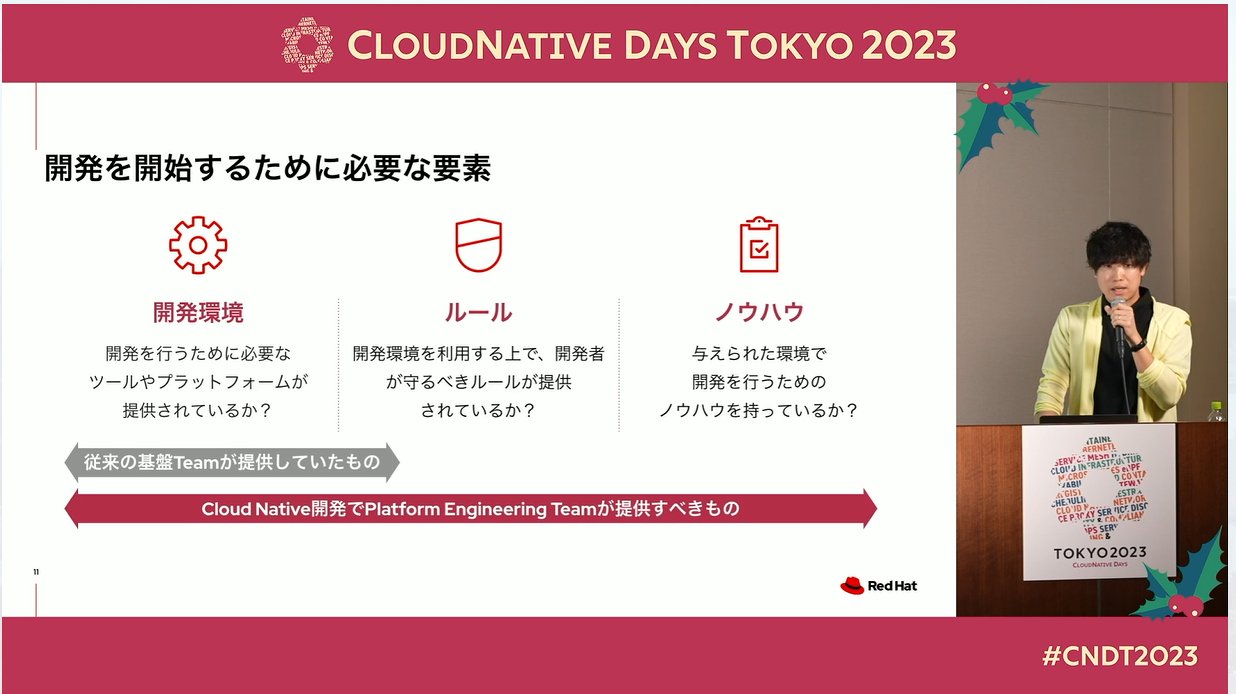 CLOUDNATIVE DAYS TOKYO 2023
開発を開始するために必要な要素
開発環境
開発を行うために必要な
ツールやプラットフォームが
提供されているか？
ルール
開発環境を利用する上で、開発者
が守るべきルールが提供
されているか？
ノウハウ
与えられた環境で
開発を行うための
ノウハウを持っているか？
従来の基盤Teamが提供していたもの
Cloud Native開発でPlatform Engineering Teamが提供すべきもの
11
Red Hat
TOKYO2023
CLOUDNATIVE DAYS
#CNDT2023